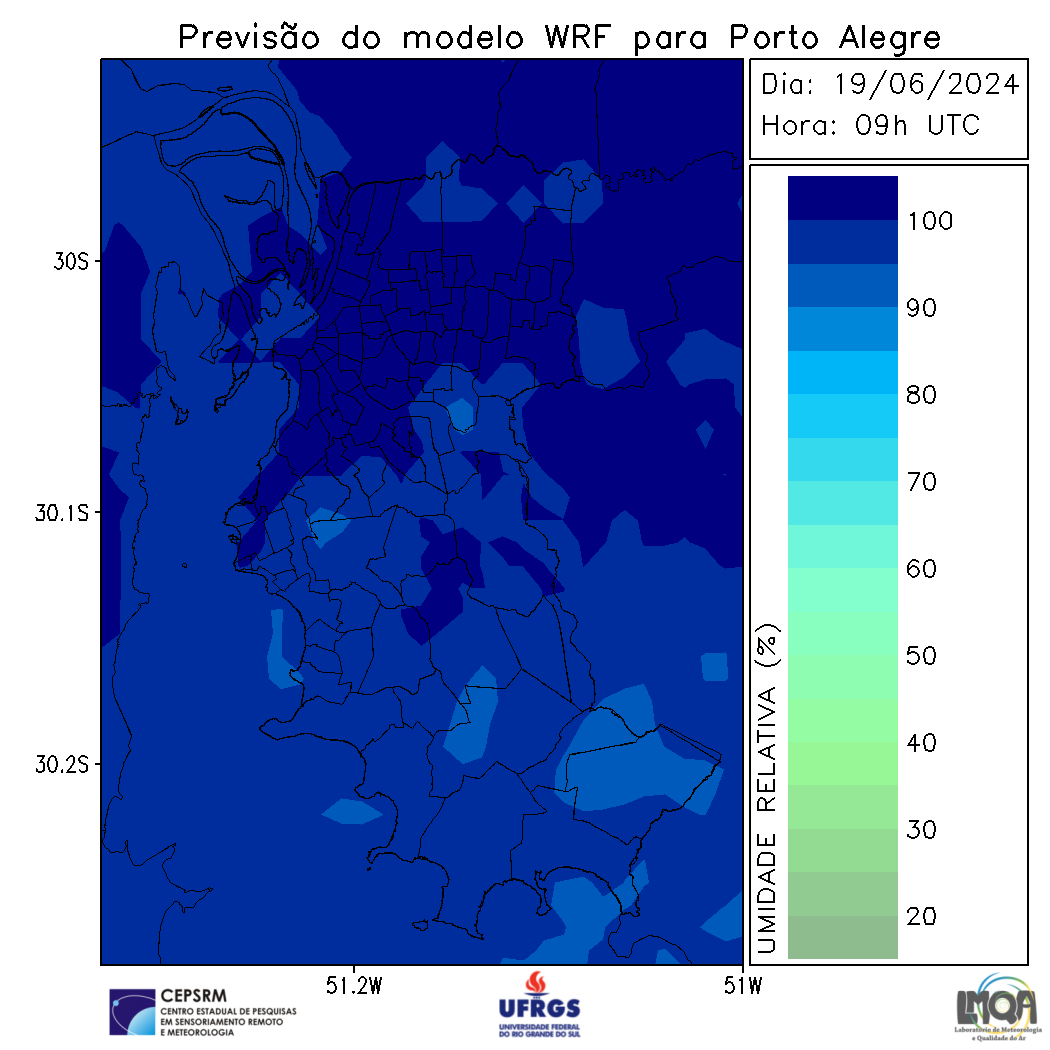 Previsão do modelo WRF para Porto Alegre
Dia: 19/06/2024
Hora: 09h UTC
100
90
80
70
60
50
40
30
20
UMIDADE RELATIVA (%)
30S
30.1S
30.2S
51.2W
51W
CEPSRM
CENTRO ESTADUAL DE PESQUISAS
EM SENSORIAMENTO REMOTO
E METEOROLOGIA
UFRGS
UNIVERSIDADE FEDERAL
DO RIO GRANDE DO SUL
LMQA
Laboratório de Meteorologia
e Qualidade do Ar